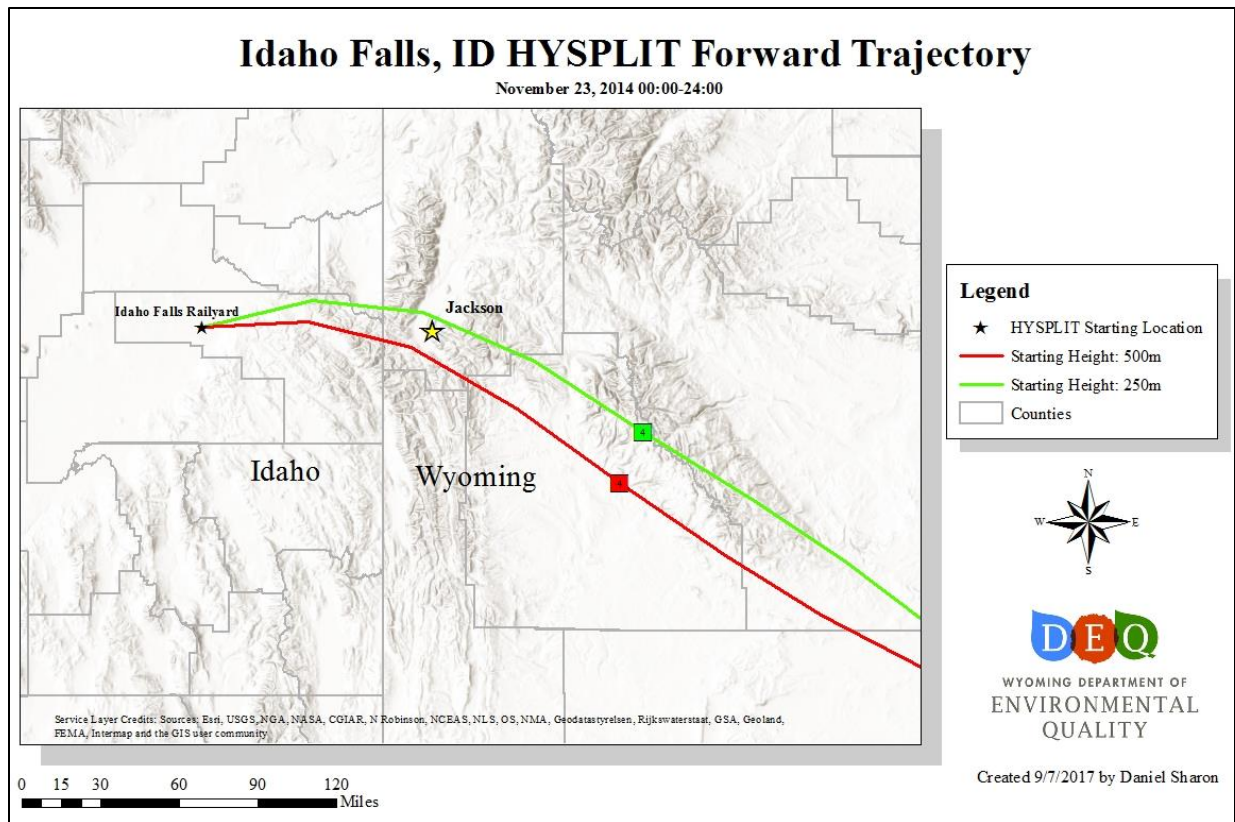 Idaho Falls, ID HYSPLIT Forward Trajectory
November 23, 2014 00:00-24:00
Idaho Falls Railyard
Jackson
4
4
Idaho
Wyoming
Service Layer Credits: Sources: Esri, USGS, NGA, NASA, CGIAR, N Robinson, NCEAS, NLS, OS, NMA, Geodatastyrelsen, Rijkswaterstaat, GSA, Geoland,
FEMA, Intermap and the GIS user community
0 15 30 60 90 120
Miles
Legend
HYSPLIT Starting Location
Starting Height: 500m
Starting Height: 250m
Counties
N
W E
S
DEQ
WYOMING DEPARTMENT OF
ENVIRONMENTAL
QUALITY
Created 9/7/2017 by Daniel Sharon